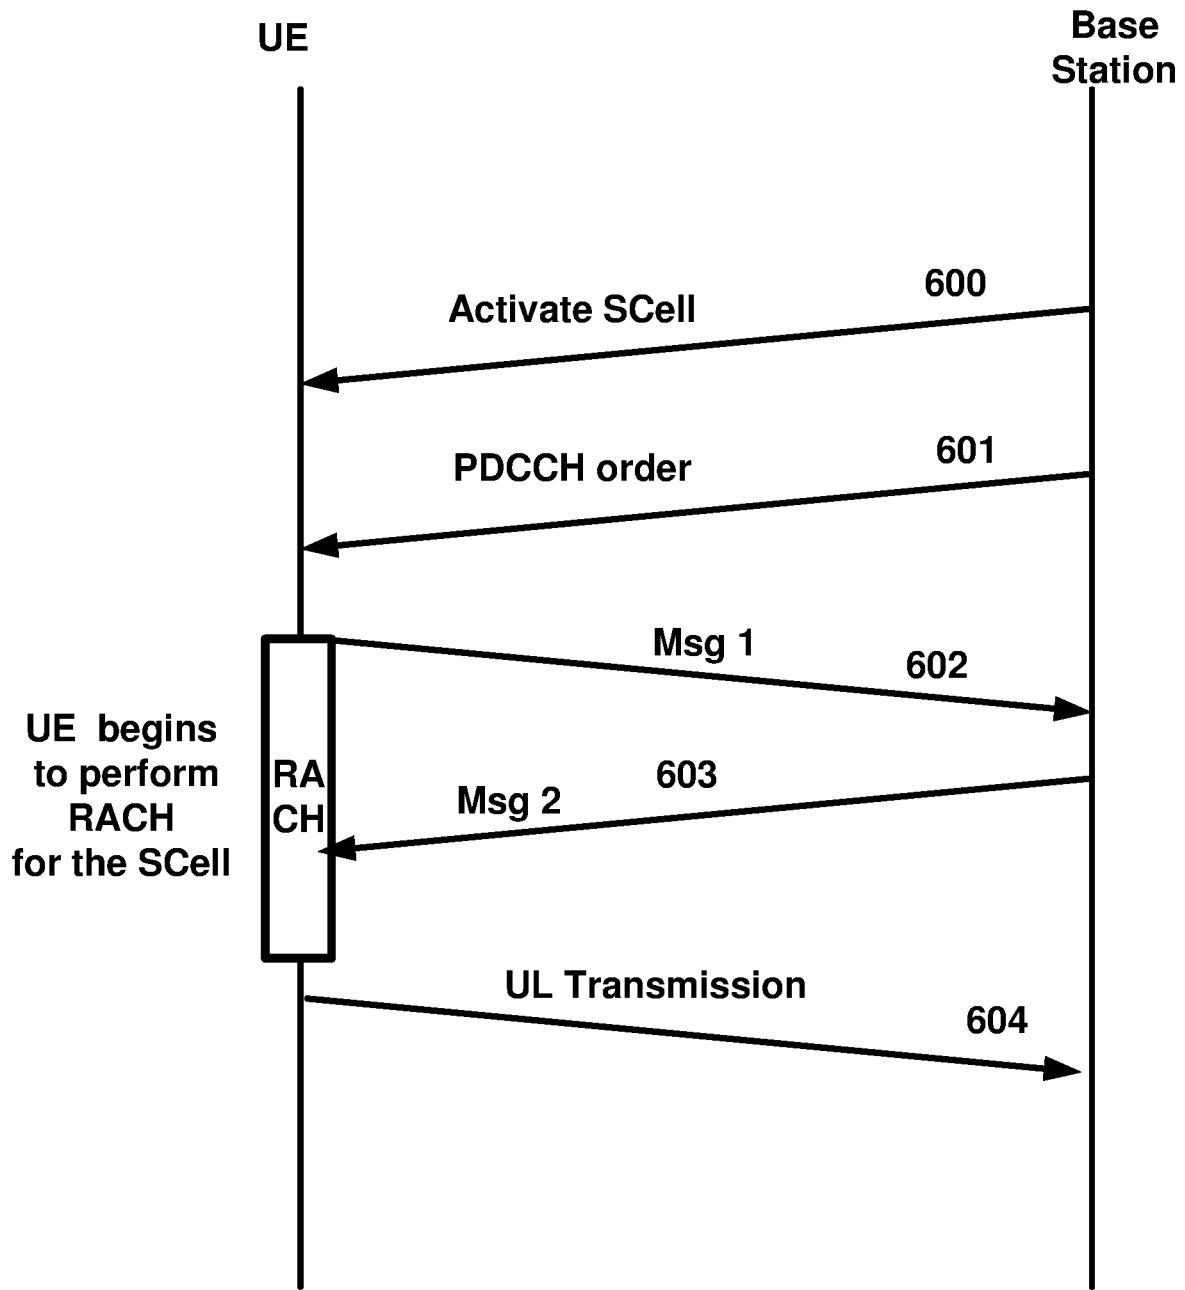 UE
Base
Station
600
Activate SCell
601
PDCCH order
Msg 1
602
UE begins
to perform
RACH
for the SCell
RA
CH
603
Msg 2
UL Transmission
604